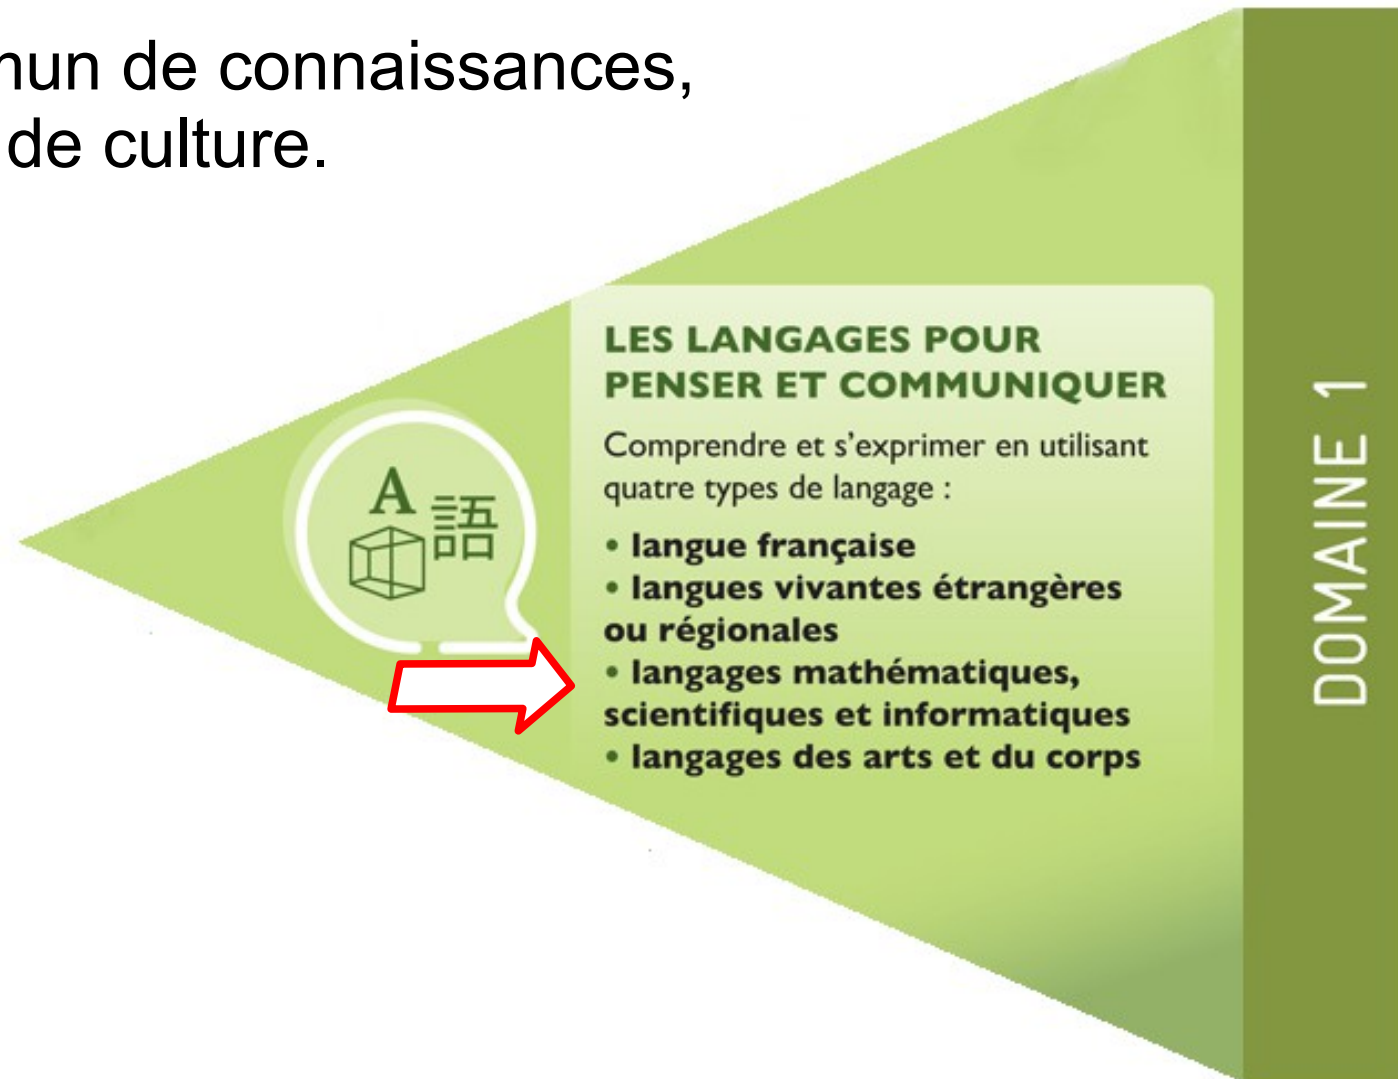 mun de connaissances,
de culture.
LES LANGAGES POUR
PENSER ET COMMUNIQUER
Comprendre et s'exprimer en utilisant
quatre types de langage :
• langue française
• langues vivantes étrangères
ou régionales
• langages mathématiques,
scientifiques et informatiques
• langages des arts et du corps
A 語
DOMAINE 1